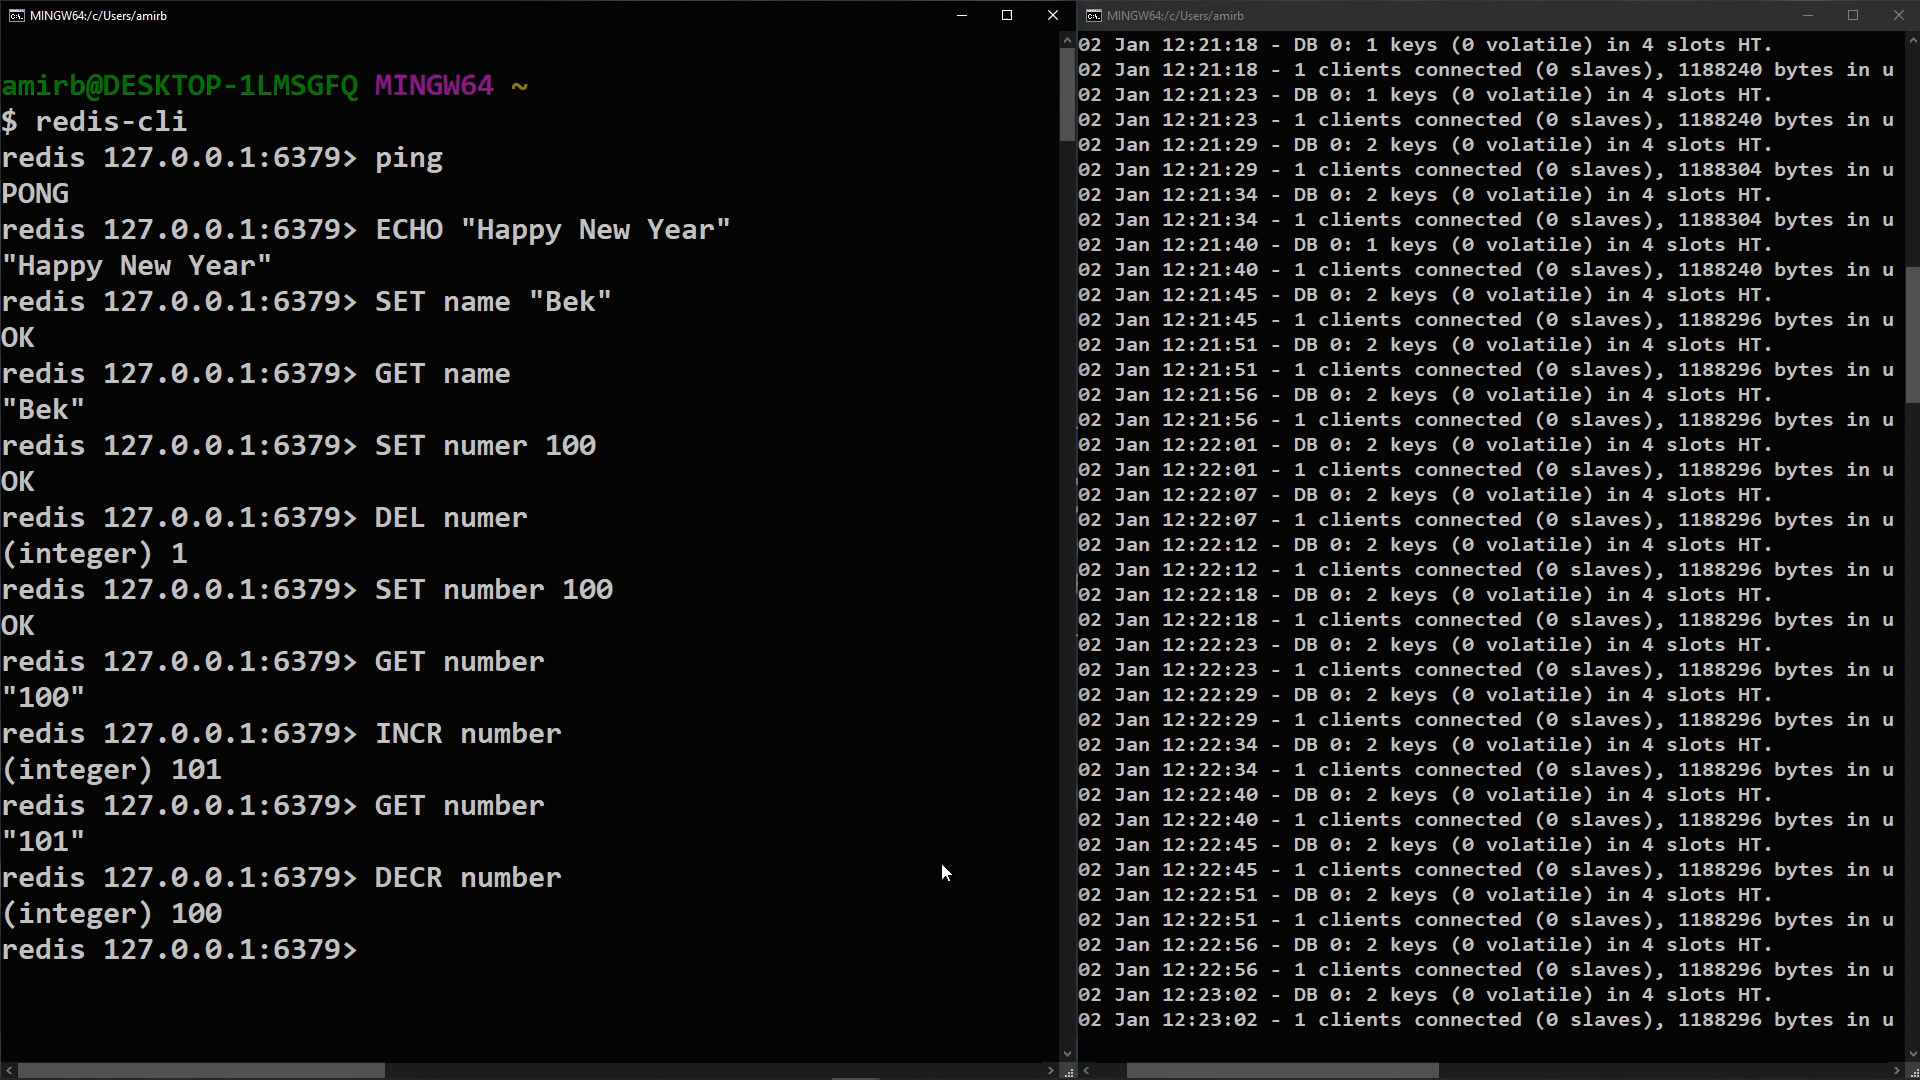 MINGW64:/c/Users/amirb
amirb@DESKTOP-1LMSGFQ MINGW64 ~
$ redis-cli
redis 127.0.0.1:6379> ping
PONG
redis 127.0.0.1:6379> ECHO "Happy New Year"
"Happy New Year"
redis 127.0.0.1:6379> SET name "Bek"
OK
redis 127.0.0.1:6379> GET name
"Bek"
redis 127.0.0.1:6379> SET numer 100
OK
redis 127.0.0.1:6379> DEL numer
(integer) 1
redis 127.0.0.1:6379> SET number 100
OK
redis 127.0.0.1:6379> GET number
"100"
redis 127.0.0.1:6379> INCR number
(integer) 101
redis 127.0.0.1:6379> GET number
"101"
redis 127.0.0.1:6379> DECR number
(integer) 100
redis 127.0.0.1:6379>
MINGW64:/c/Users/amirb
02 Jan 12:21:18 - DB 0: 1 keys (0 volatile) in 4 slots HT.
02 Jan 12:21:18 - 1 clients connected (0 slaves), 1188240 bytes in u
02 Jan 12:21:23 - DB 0: 1 keys (0 volatile) in 4 slots HT.
02 Jan 12:21:23 - 1 clients connected (0 slaves), 1188240 bytes in u
02 Jan 12:21:29 - DB 0: 2 keys (0 volatile) in 4 slots HT.
02 Jan 12:21:29 - 1 clients connected (0 slaves), 1188304 bytes in u
02 Jan 12:21:34 - DB 0: 2 keys (0 volatile) in 4 slots HT.
02 Jan 12:21:34 - 1 clients connected (0 slaves), 1188304 bytes in u
02 Jan 12:21:40 - DB 0: 1 keys (0 volatile) in 4 slots HT.
02 Jan 12:21:40 - 1 clients connected (0 slaves), 1188240 bytes in u
02 Jan 12:21:45 - DB 0: 2 keys (0 volatile) in 4 slots HT.
02 Jan 12:21:45 - 1 clients connected (0 slaves), 1188296 bytes in u
02 Jan 12:21:51 - DB 0: 2 keys (0 volatile) in 4 slots HT.
02 Jan 12:21:51 - 1 clients connected (0 slaves), 1188296 bytes in u
02 Jan 12:21:56 - DB 0: 2 keys (0 volatile) in 4 slots HT.
02 Jan 12:21:56 - 1 clients connected (0 slaves), 1188296 bytes in u
02 Jan 12:22:01 - DB 0: 2 keys (0 volatile) in 4 slots HT.
02 Jan 12:22:01 - 1 clients connected (0 slaves), 1188296 bytes in u
02 Jan 12:22:07 - DB 0: 2 keys (0 volatile) in 4 slots HT.
02 Jan 12:22:07 - 1 clients connected (0 slaves), 1188296 bytes in u
02 Jan 12:22:12 - DB 0: 2 keys (0 volatile) in 4 slots HT.
02 Jan 12:22:12 - 1 clients connected (0 slaves), 1188296 bytes in u
02 Jan 12:22:18 - DB 0: 2 keys (0 volatile) in 4 slots HT.
02 Jan 12:22:18 - 1 clients connected (0 slaves), 1188296 bytes in u
02 Jan 12:22:23 - DB 0: 2 keys (0 volatile) in 4 slots HT.
02 Jan 12:22:23 - 1 clients connected (0 slaves), 1188296 bytes in u
02 Jan 12:22:29 - DB 0: 2 keys (0 volatile) in 4 slots HT.
02 Jan 12:22:29 - 1 clients connected (0 slaves), 1188296 bytes in u
02 Jan 12:22:34 - DB 0: 2 keys (0 volatile) in 4 slots HT.
02 Jan 12:22:34 - 1 clients connected (0 slaves), 1188296 bytes in u
02 Jan 12:22:40 - DB 0: 2 keys (0 volatile) in 4 slots HT.
02 Jan 12:22:40 - 1 clients connected (0 slaves), 1188296 bytes in u
02 Jan 12:22:45 - DB 0: 2 keys (0 volatile) in 4 slots HT.
02 Jan 12:22:45 - 1 clients connected (0 slaves), 1188296 bytes in u
02 Jan 12:22:51 - DB 0: 2 keys (0 volatile) in 4 slots HT.
02 Jan 12:22:51 - 1 clients connected (0 slaves), 1188296 bytes in u
02 Jan 12:22:56 - DB 0: 2 keys (0 volatile) in 4 slots HT.
02 Jan 12:22:56 - 1 clients connected (0 slaves), 1188296 bytes in u
02 Jan 12:23:02 - DB 0: 2 keys (0 volatile) in 4 slots HT.
02 Jan 12:23:02 - 1 clients connected (0 slaves), 1188296 bytes in u